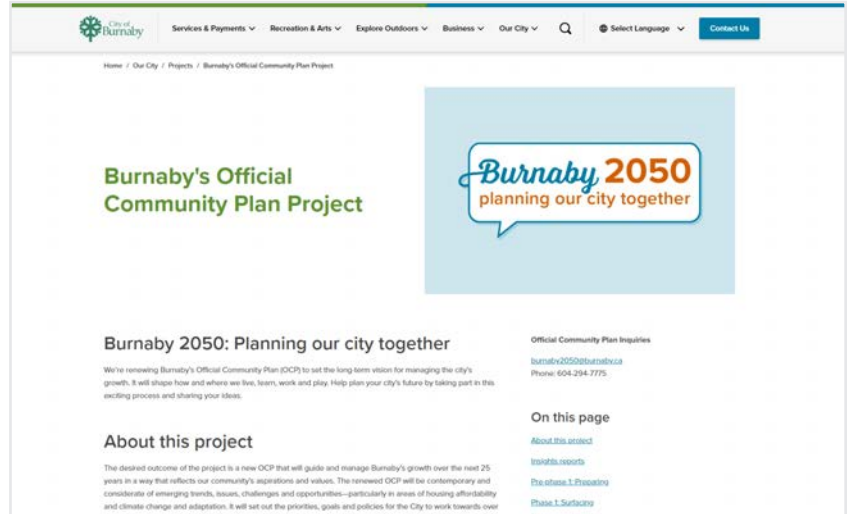 City of
Burnaby
Services & Payments
Recreation & Arts
Explore Outdoors
Business
Our City
Select Language
Contact Us
Home / Our City / Projects / Burnaby's Official Community Plan Project
Burnaby's Official
Community Plan Project
Burnaby 2050
planning our city together
Burnaby 2050: Planning our city together
We're renewing Burnaby's Official Community Plan (OCP) to set the long-term vision for managing the city's
growth. It will shape how and where we live, learn, work and play. Help plan your city's future by taking part in this
exciting process and sharing your ideas.
About this project
The desired outcome of the project is a new OCP that will guide and manage Burnaby's growth over the next 25
years in a way that reflects our community's aspirations and values. The renewed OCP will be contemporary and
considerate of emerging trends, issues, challenges and opportunities—particularly in areas of housing affordability
and climate change and adaptation. It will set out the priorities, goals and policies for the City to work towards over
Official Community Plan Inquiries
burnaby2050@burnaby.ca
Phone: 604-294-7775
On this page
About this project
Insights reports
Pre-phase 1: Preparing
Phase 1: Surfacing